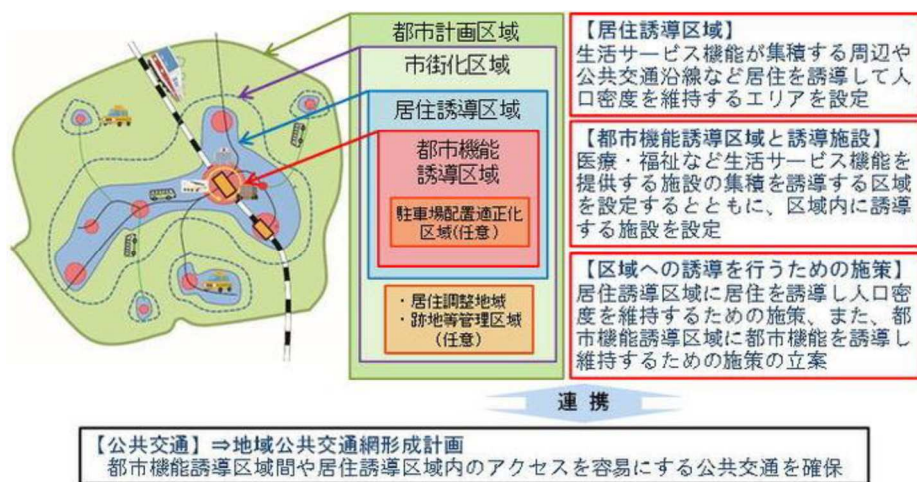 都市計画区域
市街化区域
居住誘導区域
都市機能
誘導区域
駐車場配置適正化
区域(任意)
・居住調整地域
・跡地等管理区域
(任意)
【居住誘導区域】
生活サービス機能が集積する周辺や
公共交通沿線など居住を誘導して人
口密度を維持するエリアを設定
【都市機能誘導区域と誘導施設】
医療・福祉など生活サービス機能を
提供する施設の集積を誘導する区域
を設定するとともに、区域内に誘導
する施設を設定
【区域への誘導を行うための施策】
居住誘導区域に居住を誘導し人口密
度を維持するための施策、また、都
市機能誘導区域に都市機能を誘導し
維持するための施策の立案
連携
【公共交通】⇒地域公共交通網形成計画
都市機能誘導区域間や居住誘導区域内のアクセスを容易にする公共交通を確保